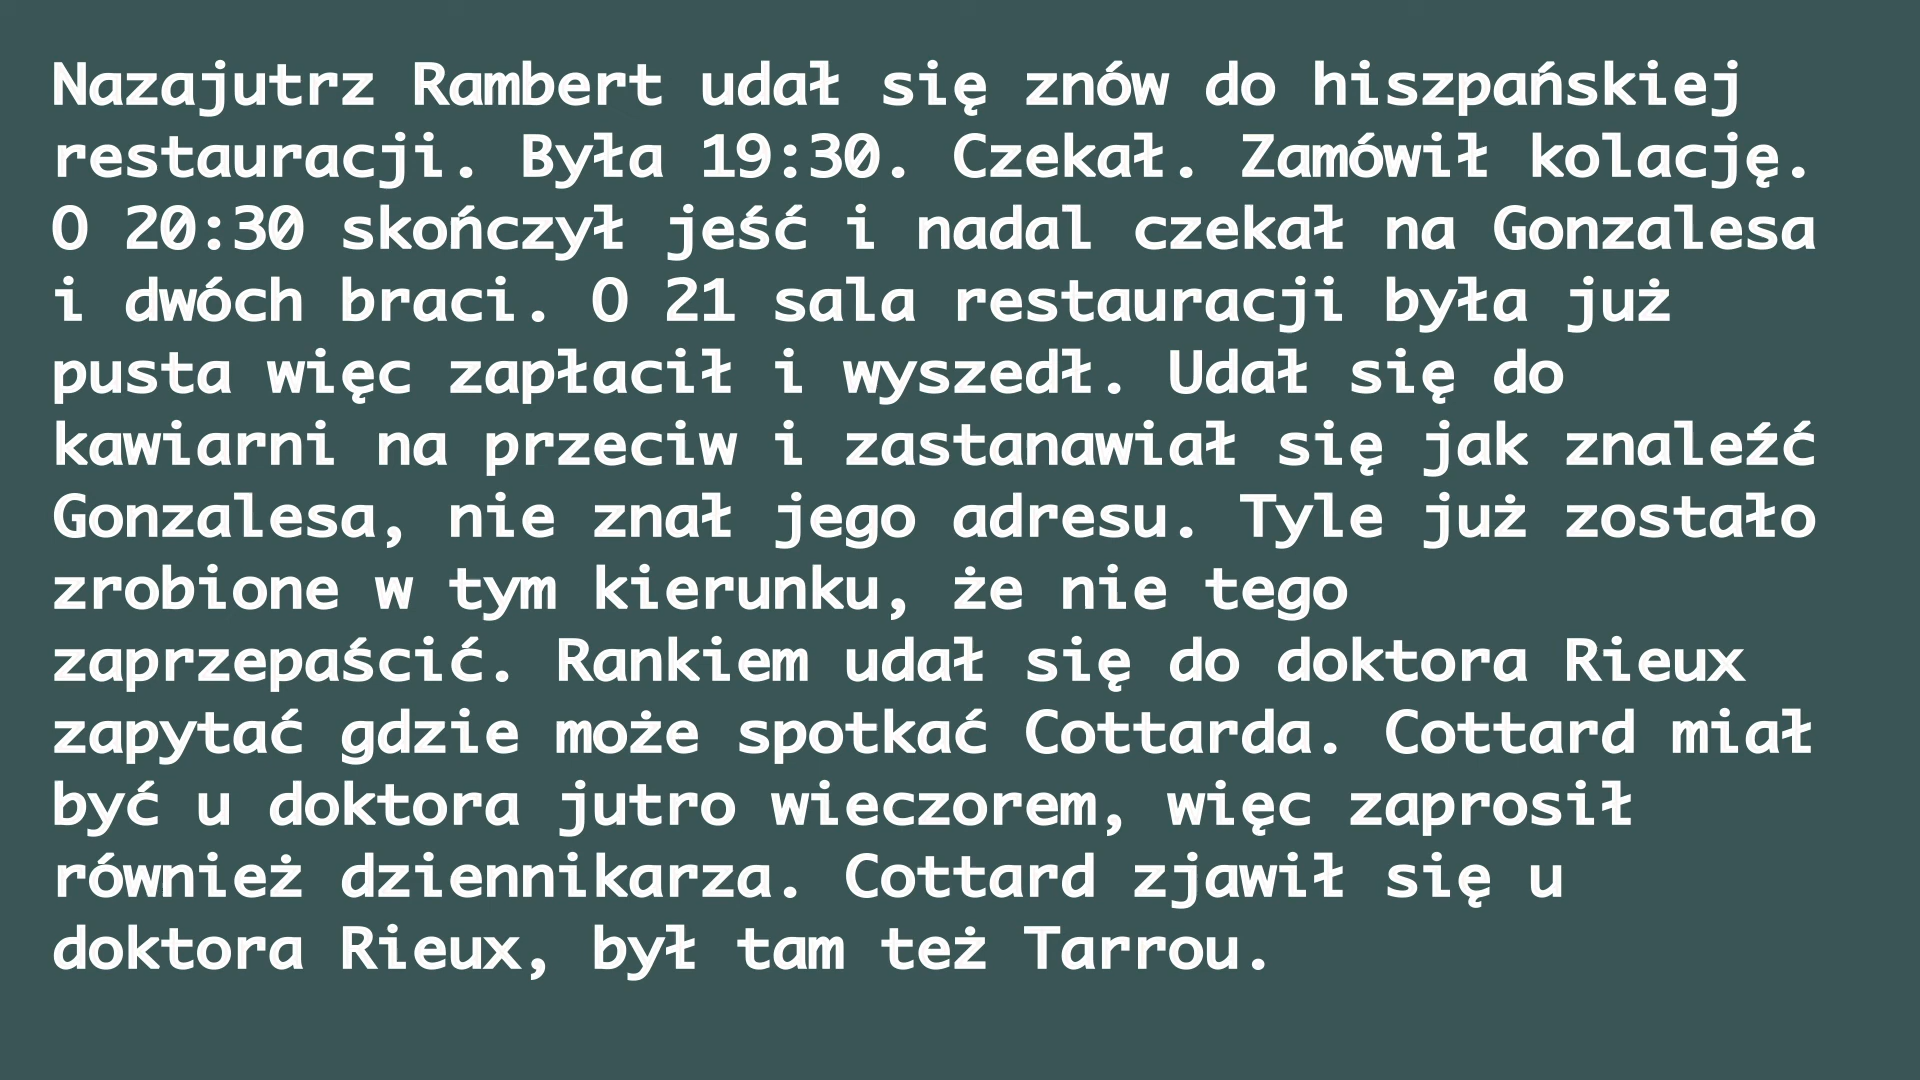 Nazajutrz Rambert udał się znów do hiszpańskiej
restauracji. Była 19:30. Czekał. Zamówił kolację.
O 20:30 skończył jeść i nadal czekał na Gonzalesa
i dwóch braci. O 21 sala restauracji była już
pusta więc zapłacił i wyszedł. Udał się do
kawiarni na przeciw i zastanawiał się jak znaleźć
Gonzalesa, nie znał jego adresu. Tyle już zostało
zrobione w tym kierunku, że nie tego
zaprzepaścić. Rankiem udał się do doktora Rieux
zapytać gdzie może spotkać Cottarda. Cottard miał
być u doktora jutro wieczorem, więc zaprosił
również dziennikarza. Cottard zjawił się u
doktora Rieux, był tam też Tarrou.